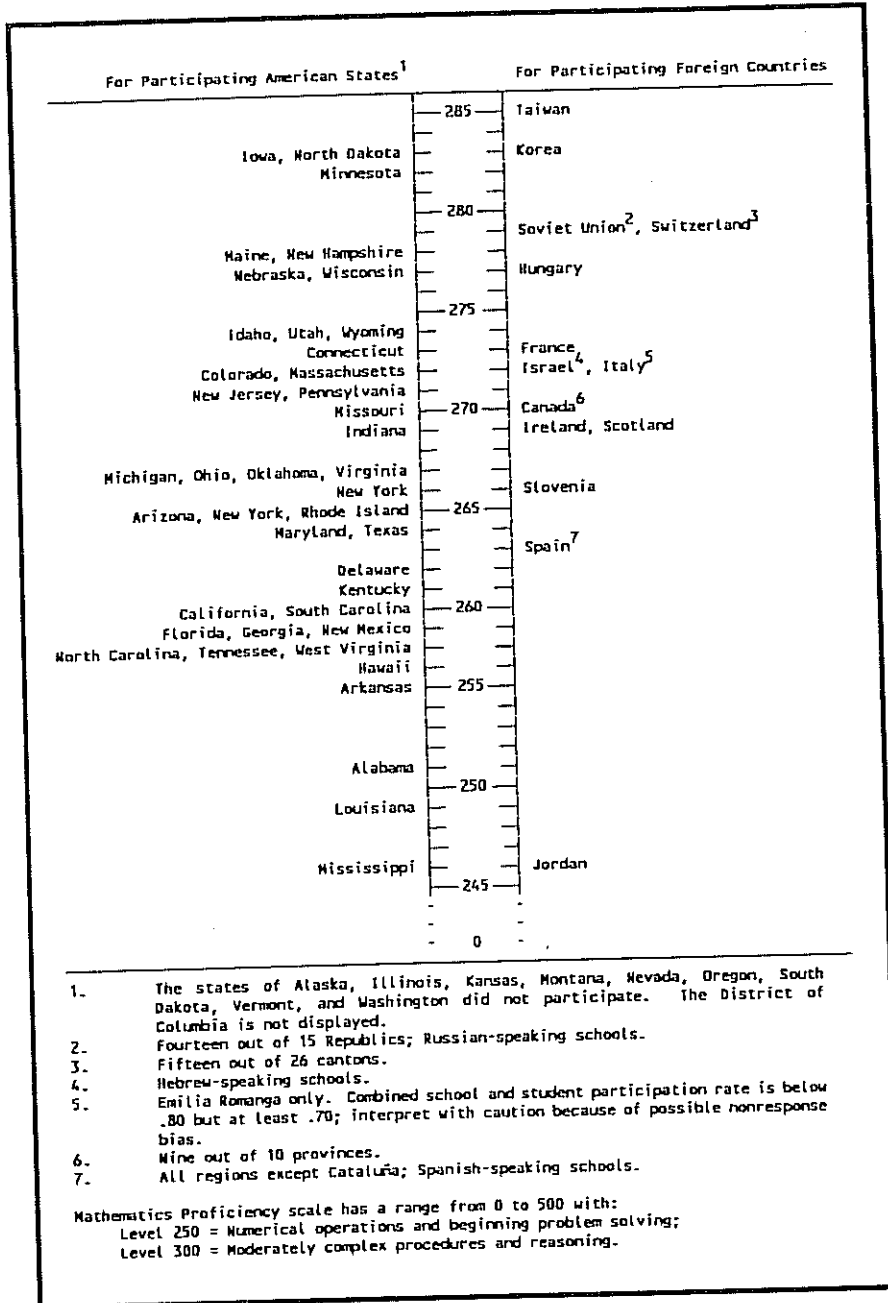 For Participating American States1
For Participating Foreign Countries
285 Taiwan
Iowa, North Dakota Korea
Minnesota
280
Soviet Union2, Switzerland3
Maine, New Hampshire
Nebraska, Wisconsin Hungary
275
Idaho, Utah, Wyoming
Connecticut France
Colorado, Massachusetts Israel4, Italy5
New Jersey, Pennsylvania
Missouri 270 Canada6
Indiana Ireland, Scotland
Michigan, Ohio, Oklahoma, Virginia
New York Slovenia
Arizona, New York, Rhode Island 265
Maryland, Texas
Spain7
Delaware
Kentucky
California, South Carolina 260
Florida, Georgia, New Mexico
North Carolina, Tennessee, West Virginia
Hawaii
Arkansas 255
Alabama
250
Louisiana
Mississippi Jordan
245
0
1. The states of Alaska, Illinois, Kansas, Montana, Nevada, Oregon, South
Dakota, Vermont, and Washington did not participate. The District of
Columbia is not displayed.
2. Fourteen out of 15 Republics; Russian-speaking schools.
3. Fifteen out of 26 cantons.
4. Hebrew-speaking schools.
5. Emilia Romanga only. Combined school and student participation rate is below
.80 but at least .70; interpret with caution because of possible nonresponse
bias.
6. Nine out of 10 provinces.
7. All regions except Cataluña; Spanish-speaking schools.
Mathematics Proficiency scale has a range from 0 to 500 with:
Level 250 = Numerical operations and beginning problem solving;
Level 300 = Moderately complex procedures and reasoning.